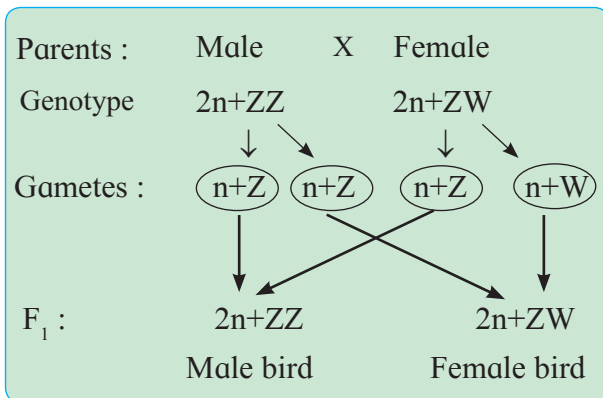 Parents : Male X Female
Genotype 2n+ZZ 2n+ZW
↓ ↘ ↓ ↘
Gametes : n+Z n+Z n+Z n+W
F₁ : 2n+ZZ 2n+ZW
Male bird Female bird